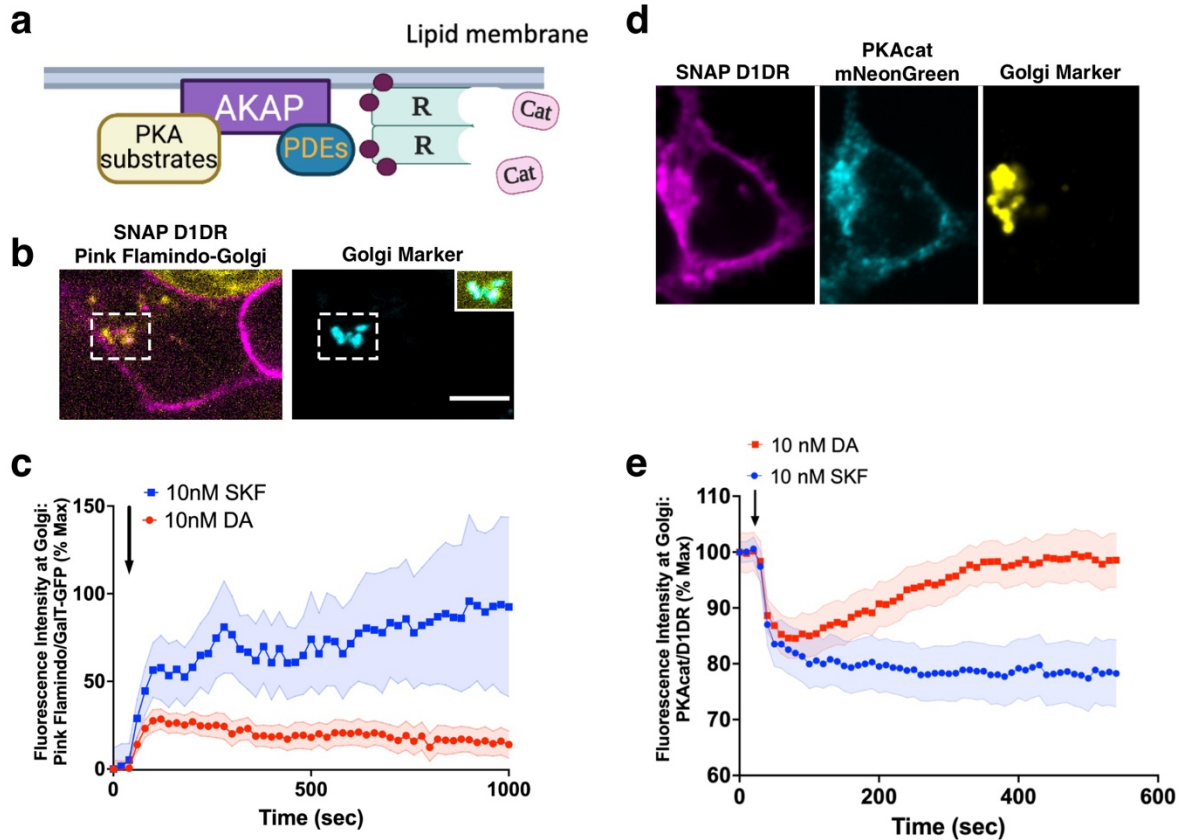 a
Lipid membrane
AKAP
PKA
substrates
PDEs
R
R
Cat
Cat
b
SNAP D1DR
Pink Flamindo-Golgi
Golgi Marker
c
10nM SKF
10nM DA
Fluorescence Intensity at Golgi:
Pink Flamindo/GalT-GFP (% Max)
150
100
50
0
0
500
1000
Time (sec)
d
SNAP D1DR
PKAcat
mNeonGreen
Golgi Marker
e
10 nM DA
10 nM SKF
Fluorescence Intensity at Golgi:
PKAcat/D1DR (% Max)
110
100
90
80
70
60
0
200
400
600
Time (sec)